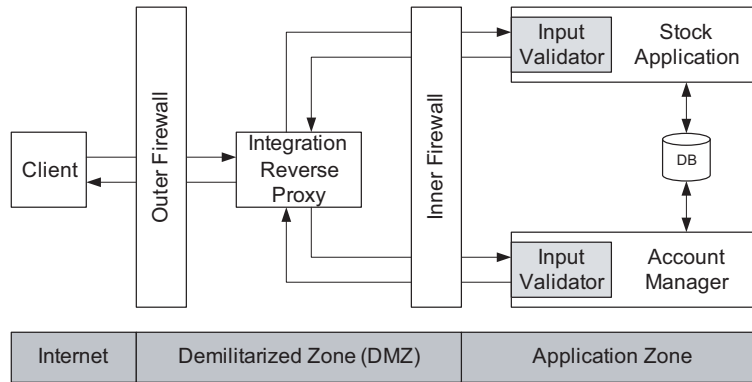 Client
Outer Firewall
Integration
Reverse
Proxy
Inner Firewall
Input
Validator
Stock
Application
DB
Input
Validator
Account
Manager
Internet
Demilitarized Zone (DMZ)
Application Zone